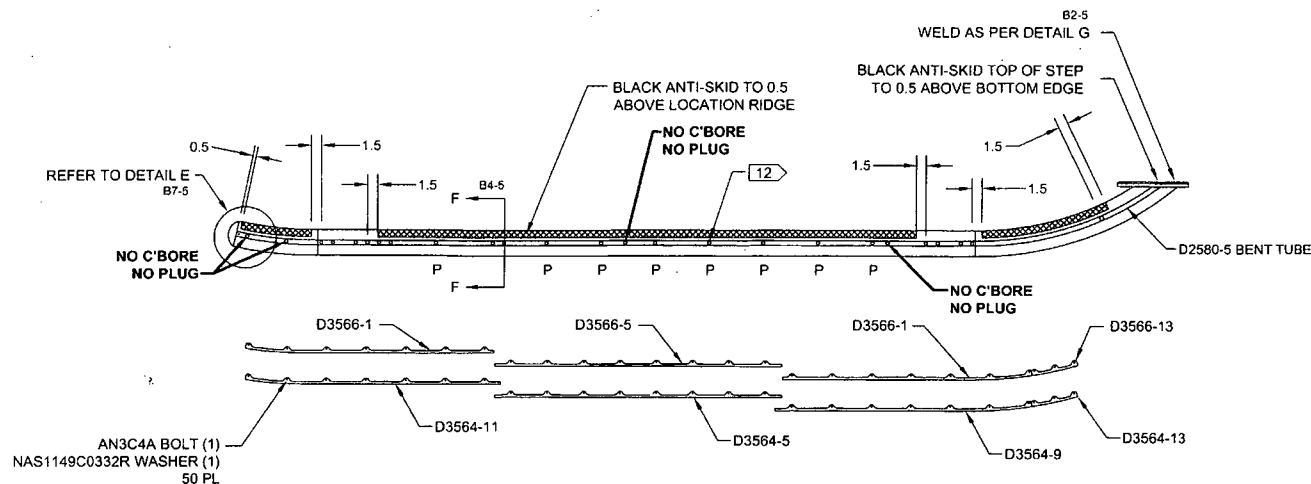 B2-5
WELD AS PER DETAIL G
BLACK ANTI-SKID TOP OF STEP
TO 0.5 ABOVE BOTTOM EDGE
BLACK ANTI-SKID TO 0.5
ABOVE LOCATION RIDGE
NO C'BORE
NO PLUG
0.5
1.5
1.5
1.5
1.5
1.5
12
REFER TO DETAIL E
B7-5
F
B4-5
NO C'BORE
NO PLUG
D2580-5 BENT TUBE
F
P P P P P P P
NO C'BORE
NO PLUG
D3566-1
D3566-5
D3566-1
D3566-13
AN3C4A BOLT (1)
NAS1149C0332R WASHER (1)
50 PL
D3564-11
D3564-5
D3564-9
D3564-13